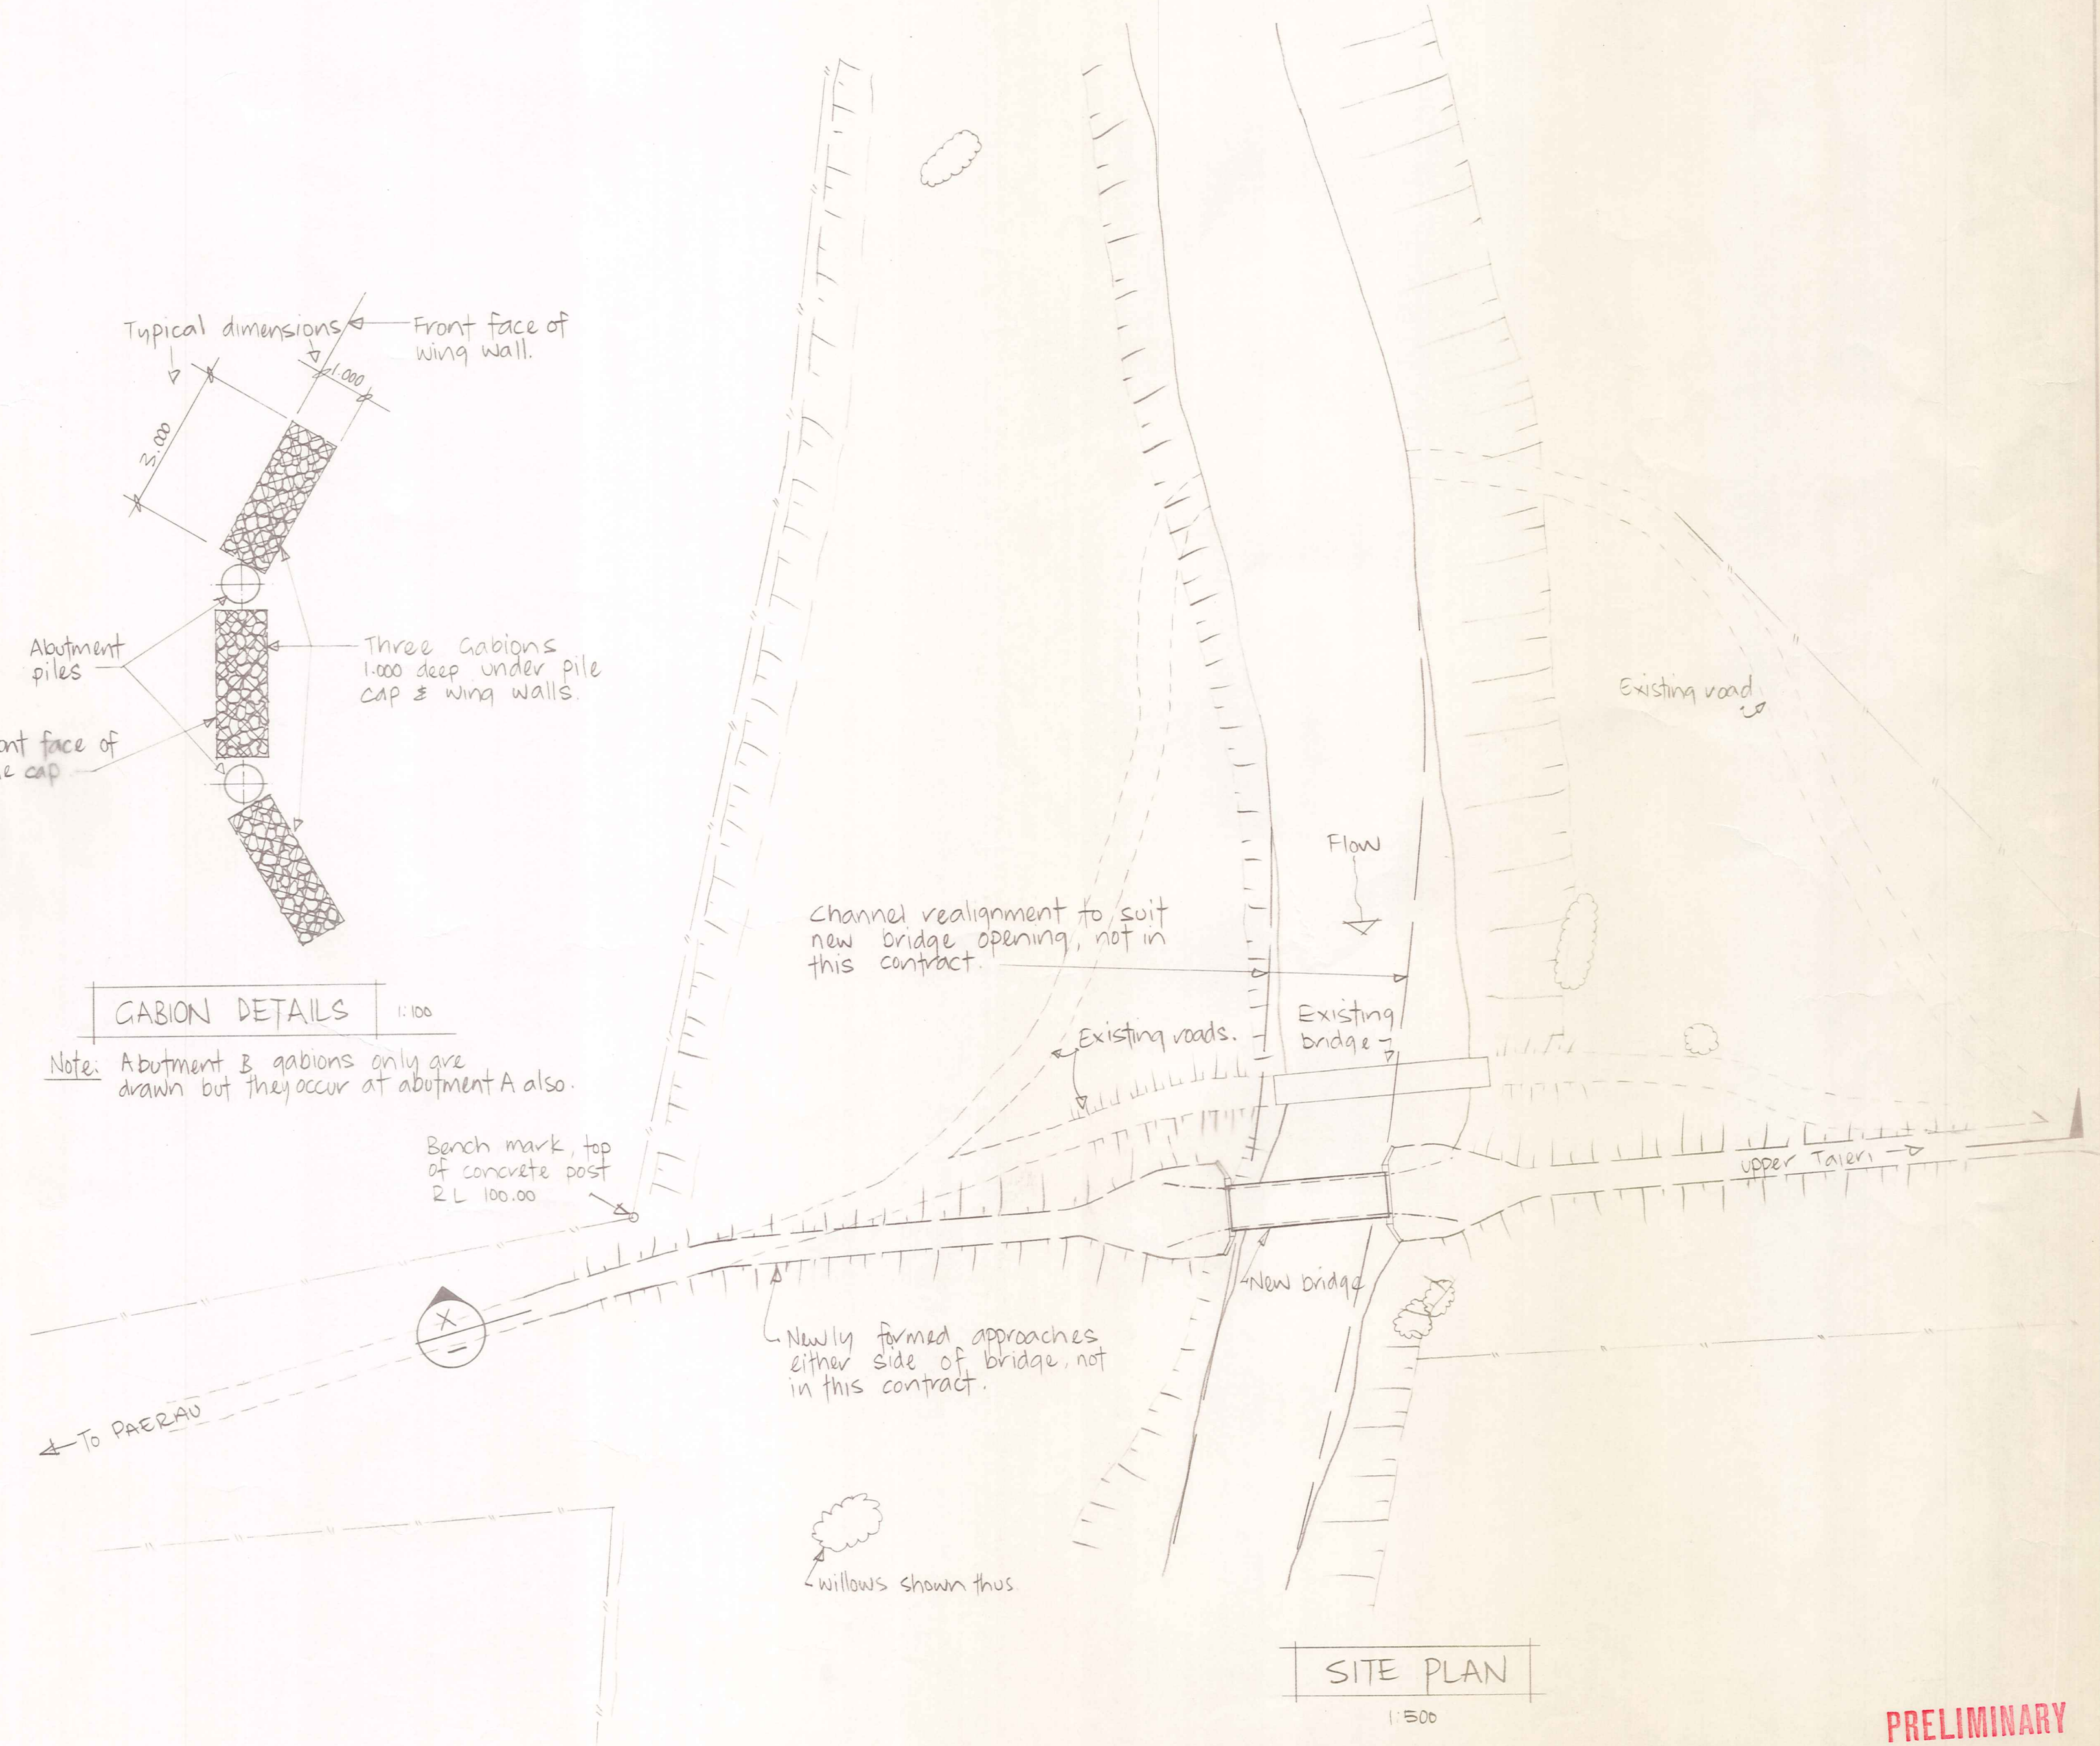 Typical dimensions
Front face of
wing wall.
1.000
3.000
Abutment
piles
Three Gabions
1.000 deep under pile
cap & wing walls.
face of
cap
GABION DETAILS
1:100
Note: Abutment B gabions only are
drawn but they occur at abutment A also.
Bench mark, top
of concrete post
RL 100.00
Channel realignment to suit
new bridge opening, not in
this contract.
Flow
Existing road
Existing roads.
Existing
bridge
upper Taieri
New bridge
X
Newly formed approaches
either side of bridge, not
in this contract.
To PAERAU
willows shown thus
SITE PLAN
1:500
PRELIMINARY